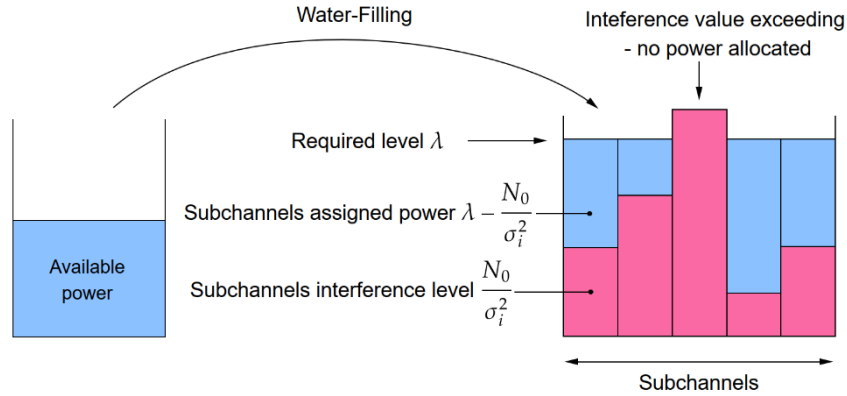 Water-Filling
Inteference value exceeding
- no power allocated
Required level λ
Subchannels assigned power λ − N₀/σᵢ²
Available
power
Subchannels interference level N₀/σᵢ²
Subchannels